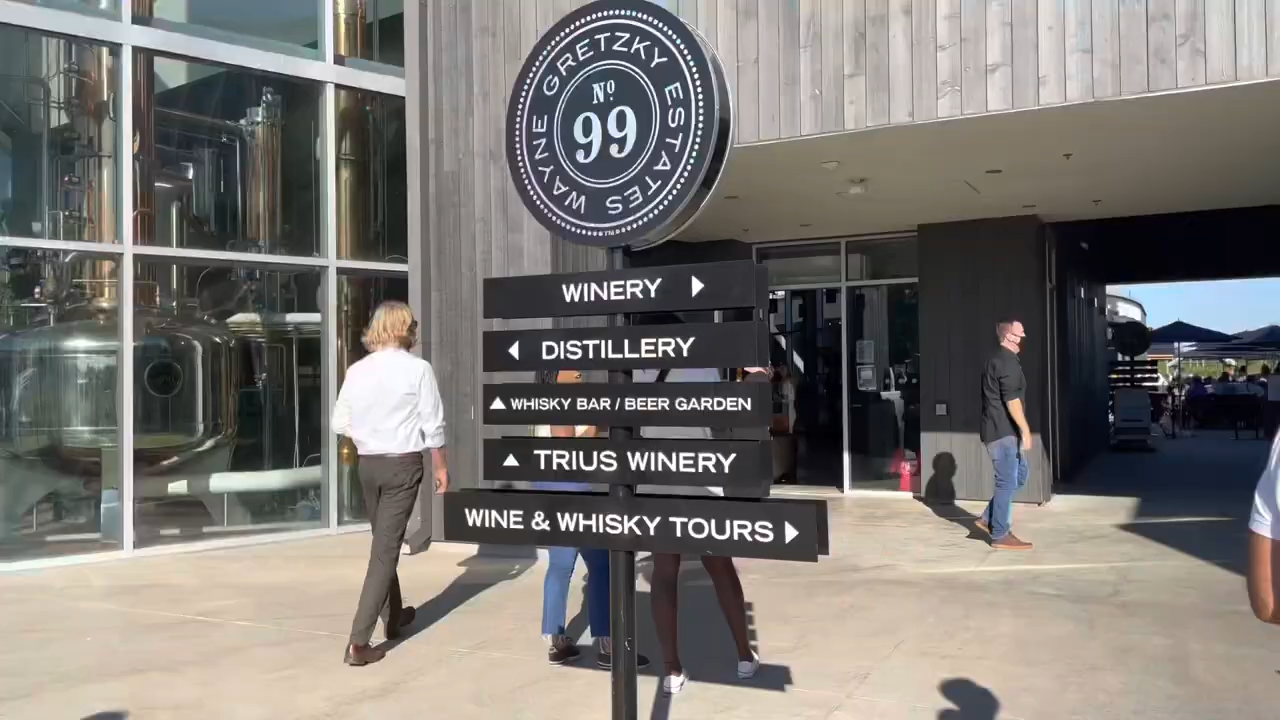 WAYNE GRETZKY ESTATES
No
99
WINERY
DISTILLERY
WHISKY BAR / BEER GARDEN
TRIUS WINERY
WINE & WHISKY TOURS